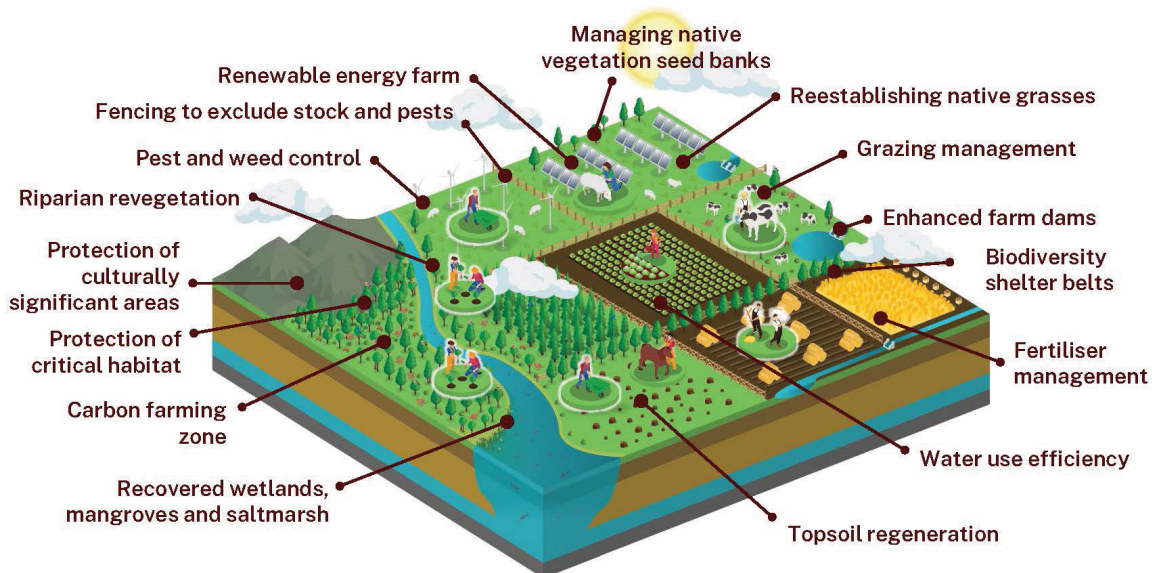 Managing native
vegetation seed banks
Renewable energy farm
Fencing to exclude stock and pests
Reestablishing native grasses
Pest and weed control
Grazing management
Riparian revegetation
Enhanced farm dams
Protection of
culturally
significant areas
Biodiversity
shelter belts
Protection of
critical habitat
Fertiliser
management
Carbon farming
zone
Water use efficiency
Recovered wetlands,
mangroves and saltmarsh
Topsoil regeneration